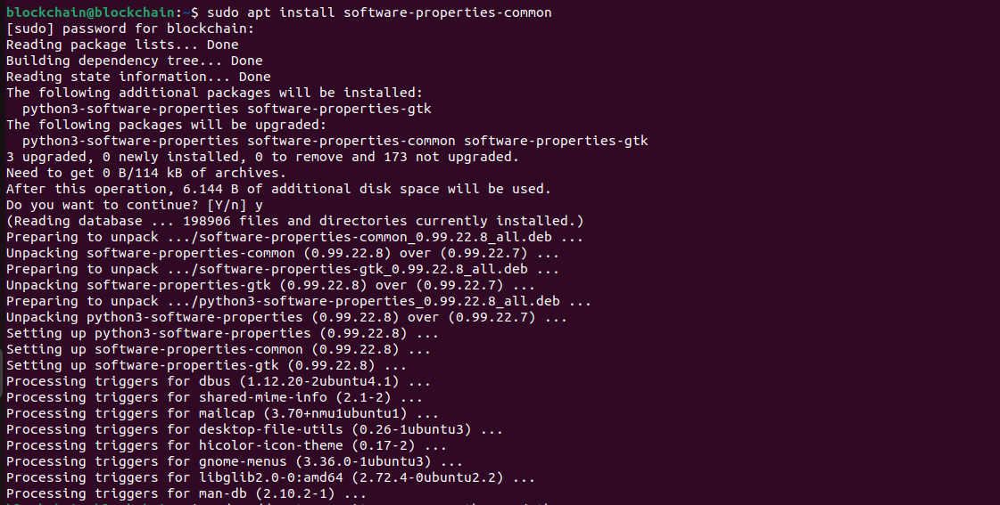 blockchain@blockchain:~$ sudo apt install software-properties-common
[sudo] password for blockchain:
Reading package lists... Done
Building dependency tree... Done
Reading state information... Done
The following additional packages will be installed:
  python3-software-properties software-properties-gtk
The following packages will be upgraded:
  python3-software-properties software-properties-common software-properties-gtk
3 upgraded, 0 newly installed, 0 to remove and 173 not upgraded.
Need to get 0 B/114 kB of archives.
After this operation, 6.144 B of additional disk space will be used.
Do you want to continue? [Y/n] y
(Reading database ... 198906 files and directories currently installed.)
Preparing to unpack .../software-properties-common_0.99.22.8_all.deb ...
Unpacking software-properties-common (0.99.22.8) over (0.99.22.7) ...
Preparing to unpack .../software-properties-gtk_0.99.22.8_all.deb ...
Unpacking software-properties-gtk (0.99.22.8) over (0.99.22.7) ...
Preparing to unpack .../python3-software-properties_0.99.22.8_all.deb ...
Unpacking python3-software-properties (0.99.22.8) over (0.99.22.7) ...
Setting up python3-software-properties (0.99.22.8) ...
Setting up software-properties-common (0.99.22.8) ...
Setting up software-properties-gtk (0.99.22.8) ...
Processing triggers for dbus (1.12.20-2ubuntu4.1) ...
Processing triggers for shared-mime-info (2.1-2) ...
Processing triggers for mailcap (3.70+nmu1ubuntu1) ...
Processing triggers for desktop-file-utils (0.26-1ubuntu3) ...
Processing triggers for hicolor-icon-theme (0.17-2) ...
Processing triggers for gnome-menus (3.36.0-1ubuntu3) ...
Processing triggers for libglib2.0-0:amd64 (2.72.4-0ubuntu2.2) ...
Processing triggers for man-db (2.10.2-1) ...